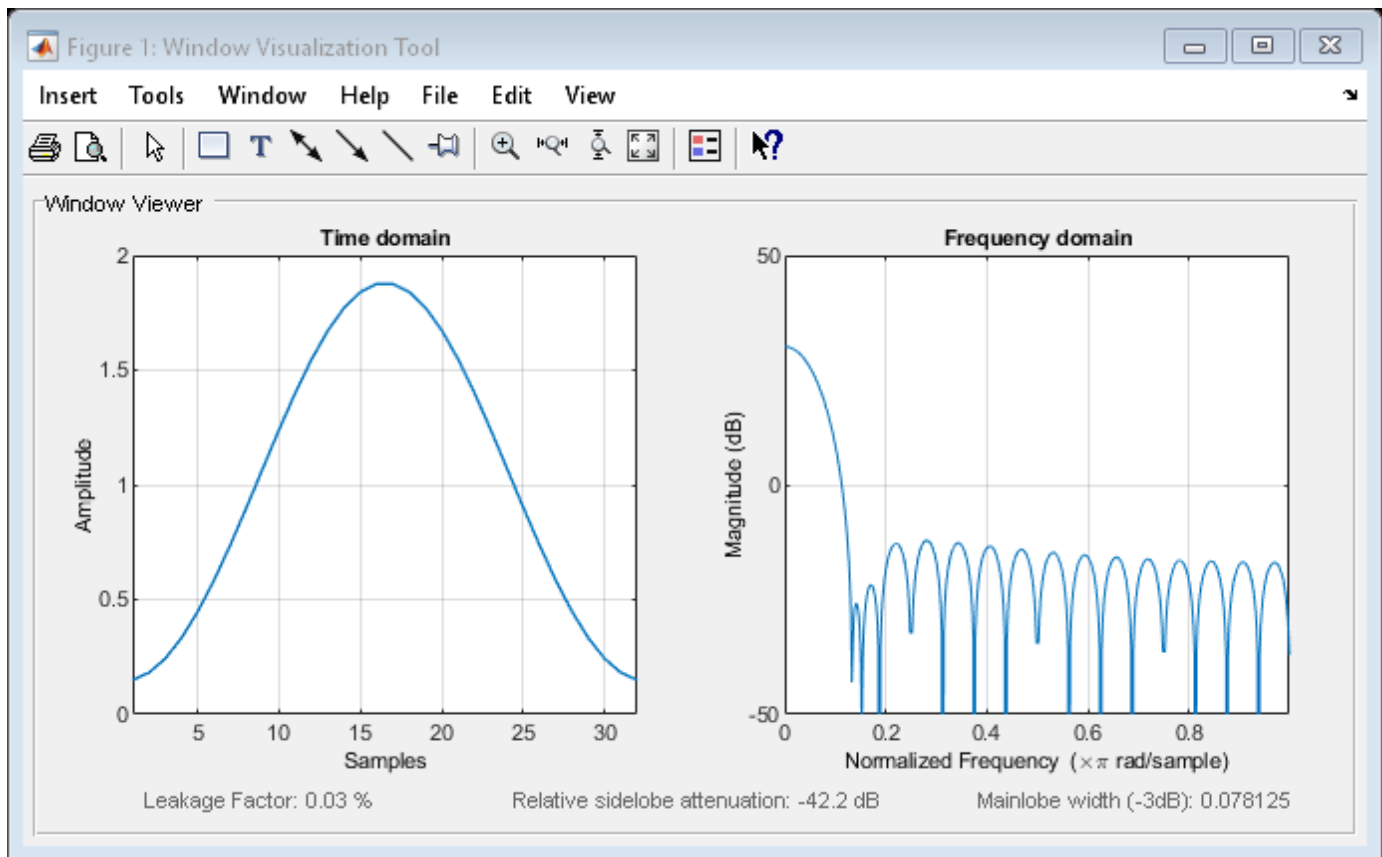 Figure 1: Window Visualization Tool
Insert Tools Window Help File Edit View
T
?
Window Viewer
Time domain
2
1.5
1
0.5
0
Amplitude
5 10 15 20 25 30
Samples
Frequency domain
50
0
-50
Magnitude (dB)
0 0.2 0.4 0.6 0.8
Normalized Frequency (×π rad/sample)
Leakage Factor: 0.03 % Relative sidelobe attenuation: -42.2 dB Mainlobe width (-3dB): 0.078125